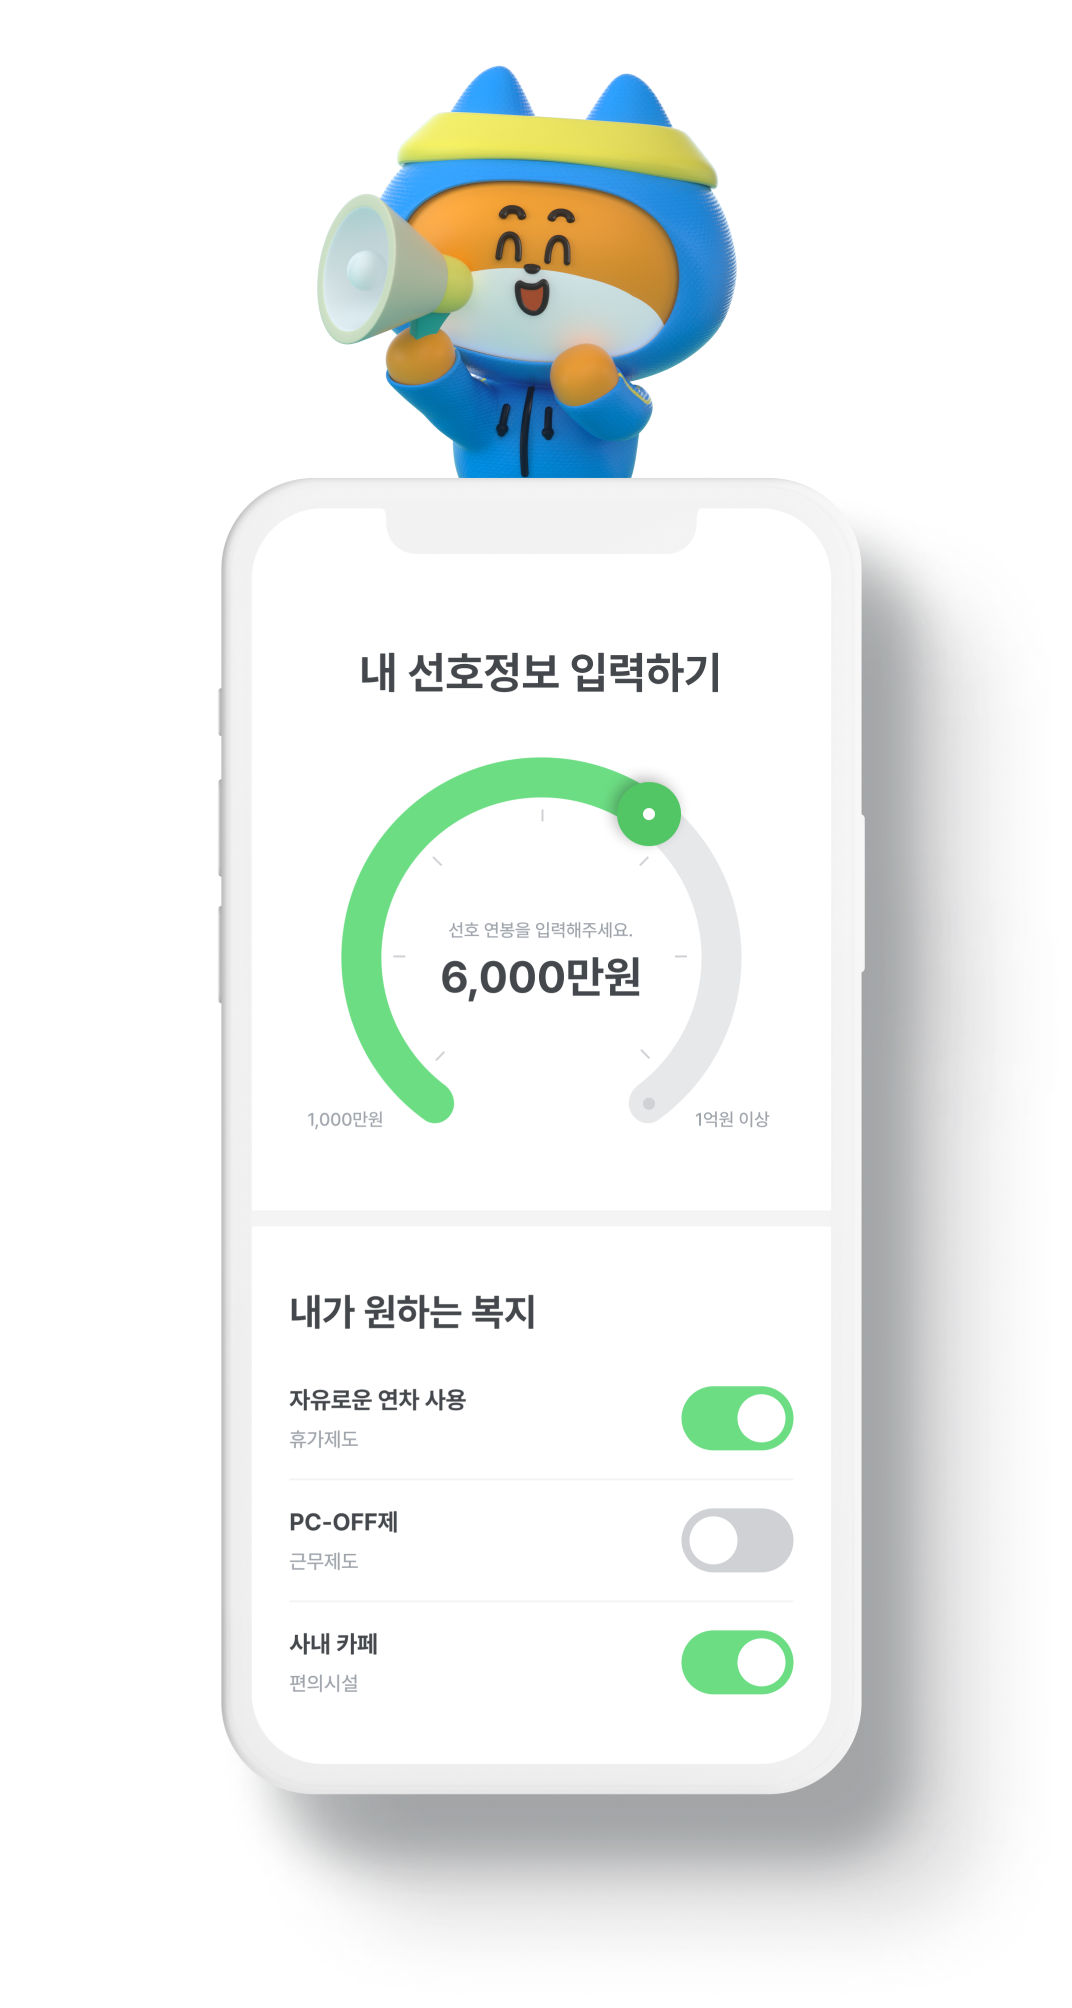 내 선호정보 입력하기
선호 연봉을 입력해주세요.
6,000만원
1,000만원
1억원 이상
내가 원하는 복지
자유로운 연차 사용
휴가제도
PC-OFF제
근무제도
사내 카페
편의시설